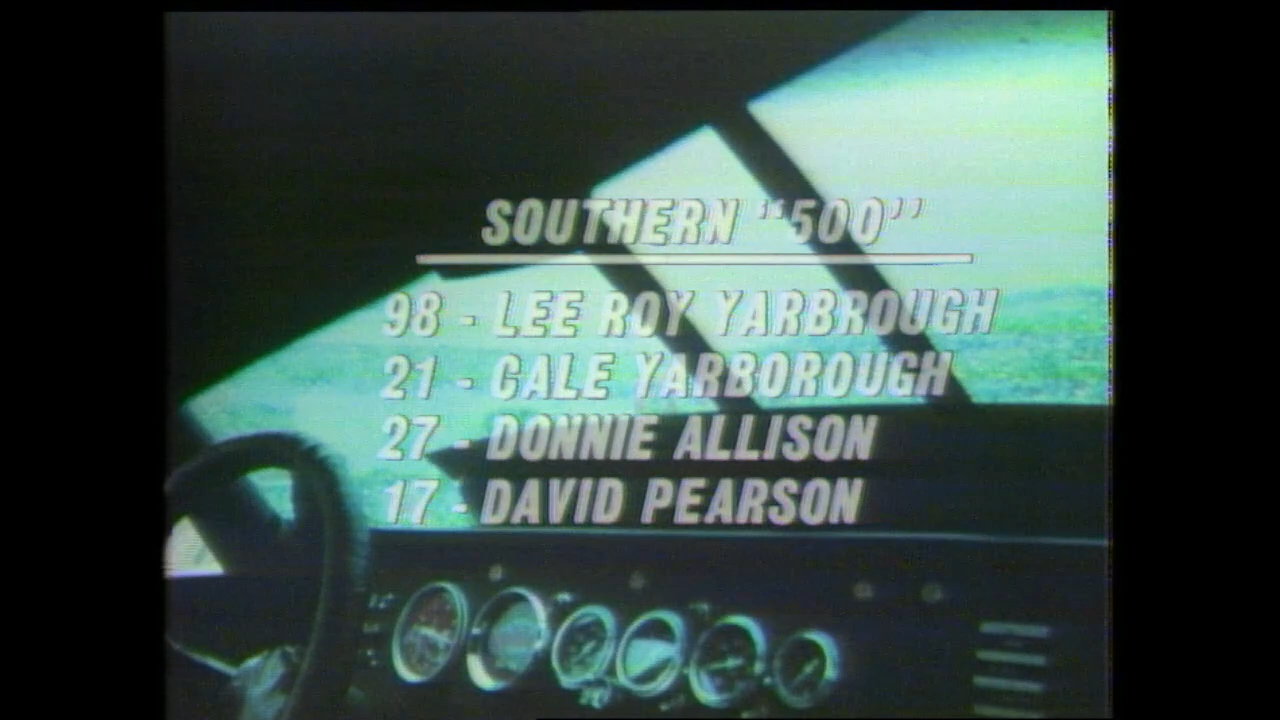 SOUTHERN "500"
98 - LEE ROY YARBROUGH
21 - CALE YARBOROUGH
27 - DONNIE ALLISON
17 - DAVID PEARSON